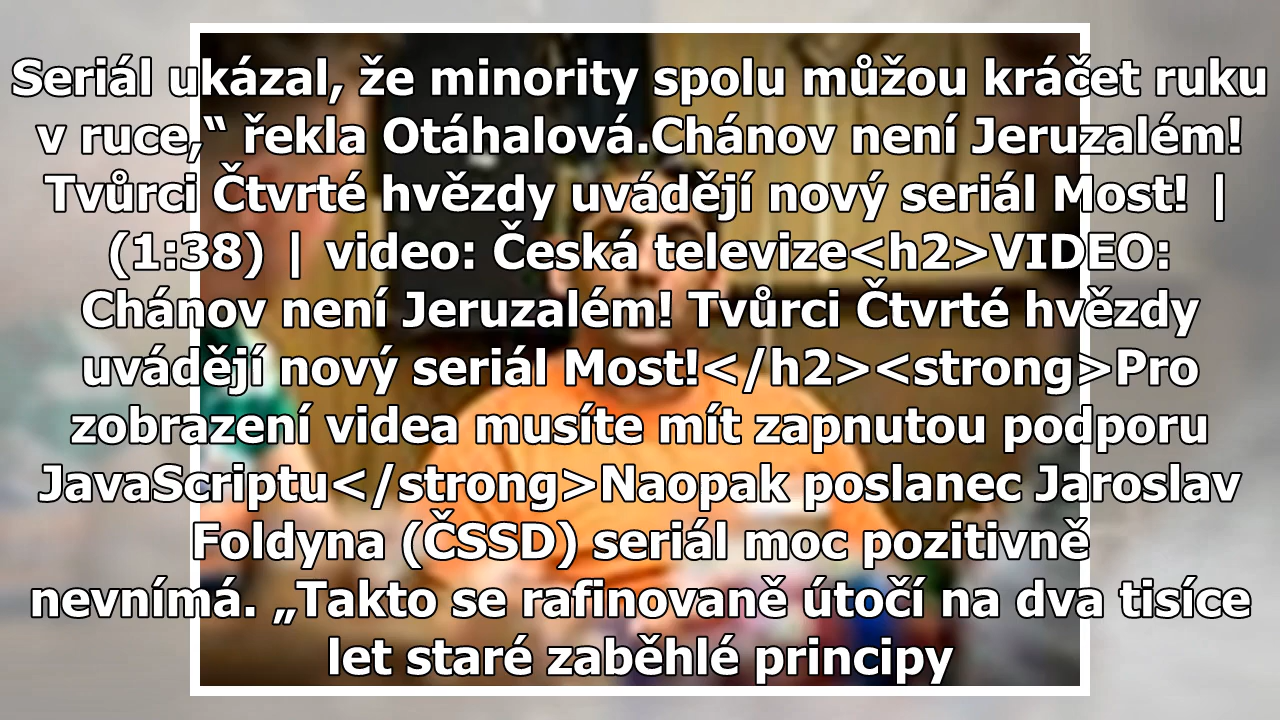 Seriál ukázal, že minority spolu můžou kráčet ruku
v ruce,“ řekla Otáhalová.Chánov není Jeruzalém!
Tvůrci Čtvrté hvězdy uvádějí nový seriál Most! |
(1:38) | video: Česká televize<h2>VIDEO:
Chánov není Jeruzalém! Tvůrci Čtvrté hvězdy
uvádějí nový seriál Most!</h2><strong>Pro
zobrazení videa musíte mít zapnutou podporu
JavaScriptu</strong>Naopak poslanec Jaroslav
Foldyna (ČSSD) seriál moc pozitivně
nevnímá. „Takto se rafinovaně útočí na dva tisíce
let staré zaběhlé principy